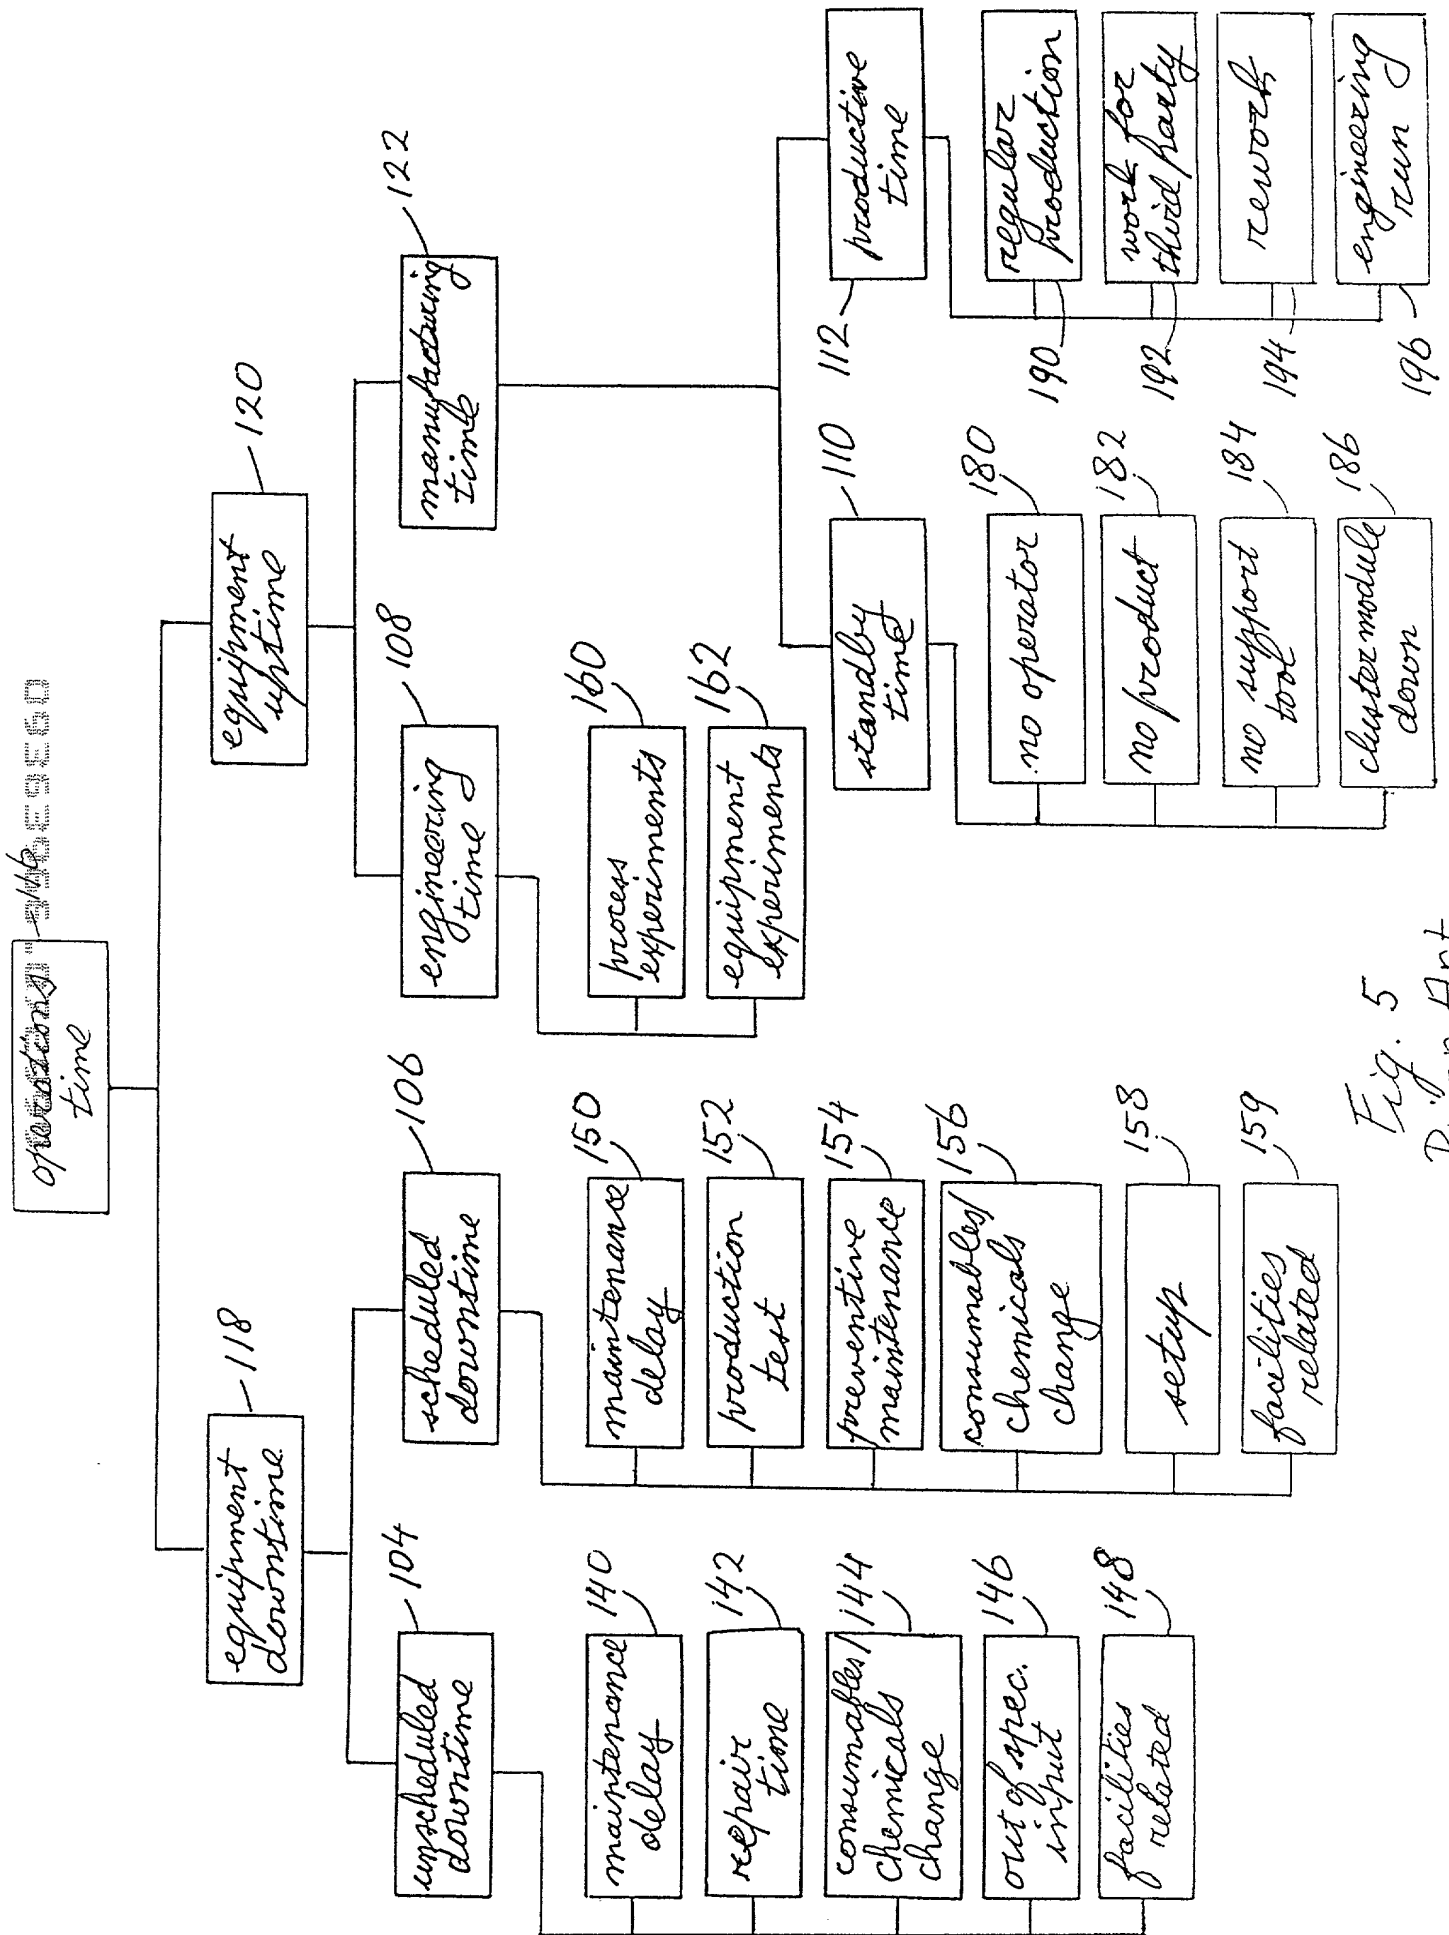 operations
time
116
equipment
downtime
118
equipment
uptime
120
unscheduled
downtime
104
scheduled
downtime
106
engineering
time
108
manufacturing
time
122
maintenance
delay
140
repair
time
142
consumables/
chemicals
change
144
out of spec.
input
146
facilities
related
148
maintenance
delay
150
production
test
152
preventive
maintenance
154
consumables/
chemicals
change
156
setup
158
facilities
related
159
process
experiments
160
equipment
experiments
162
standby
time
110
productive
time
112
no operator
180
no product
182
no support
tool
184
cluster module
down
186
regular
production
190
work for
third party
192
rework
194
engineering
run
196
Fig. 5
Prior Art